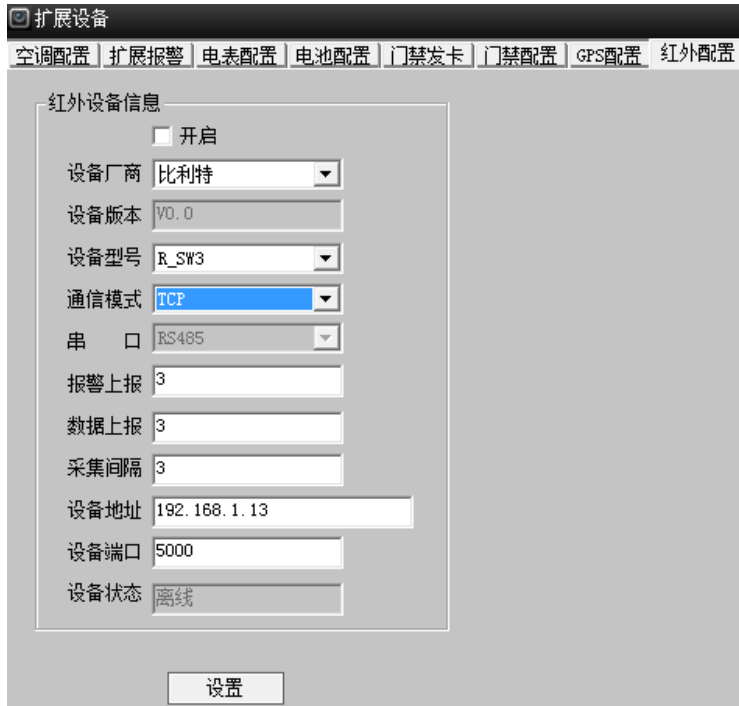 扩展设备
空调配置 扩展报警 电表配置 电池配置 门禁发卡 门禁配置 GPS配置 红外配置
红外设备信息
开启
设备厂商 比利特
设备版本 V0.0
设备型号 R_SW3
通信模式 TCP
串 口 RS485
报警上报 3
数据上报 3
采集间隔 3
设备地址 192.168.1.13
设备端口 5000
设备状态 离线
设置